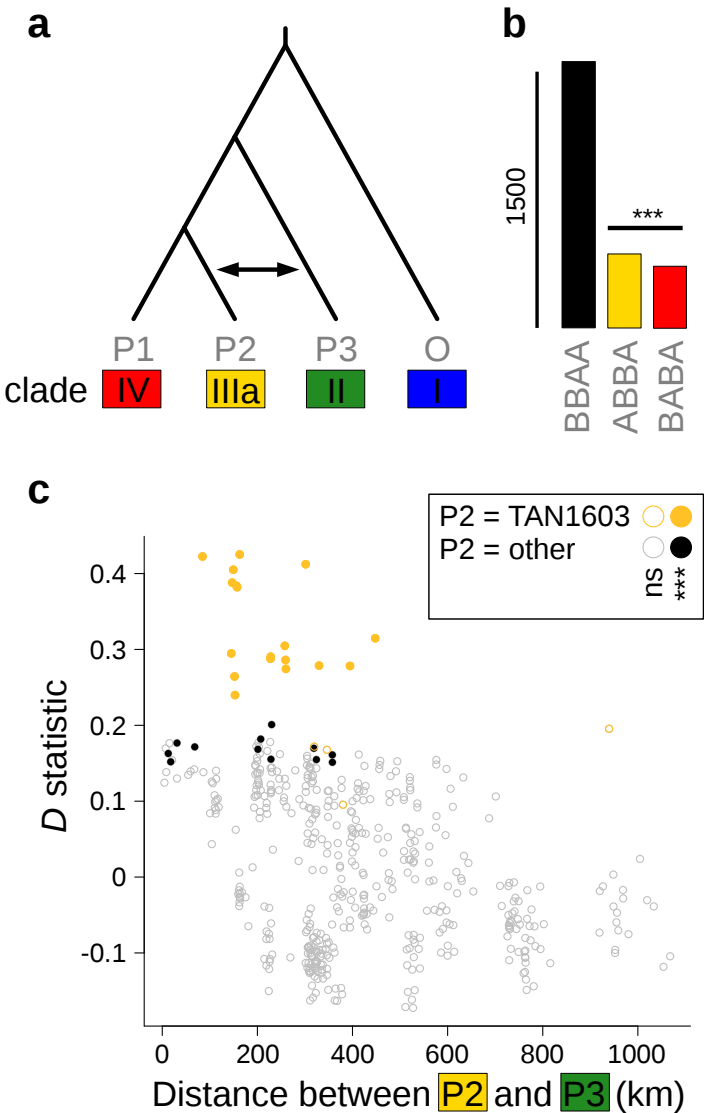 a
P1 P2 P3 O
clade IV IIIa II I
b
1500
***
BBAA ABBA BABA
c
P2 = TAN1603
P2 = other
ns ***
D statistic
0.4
0.3
0.2
0.1
0
-0.1
0 200 400 600 800 1000
Distance between P2 and P3 (km)